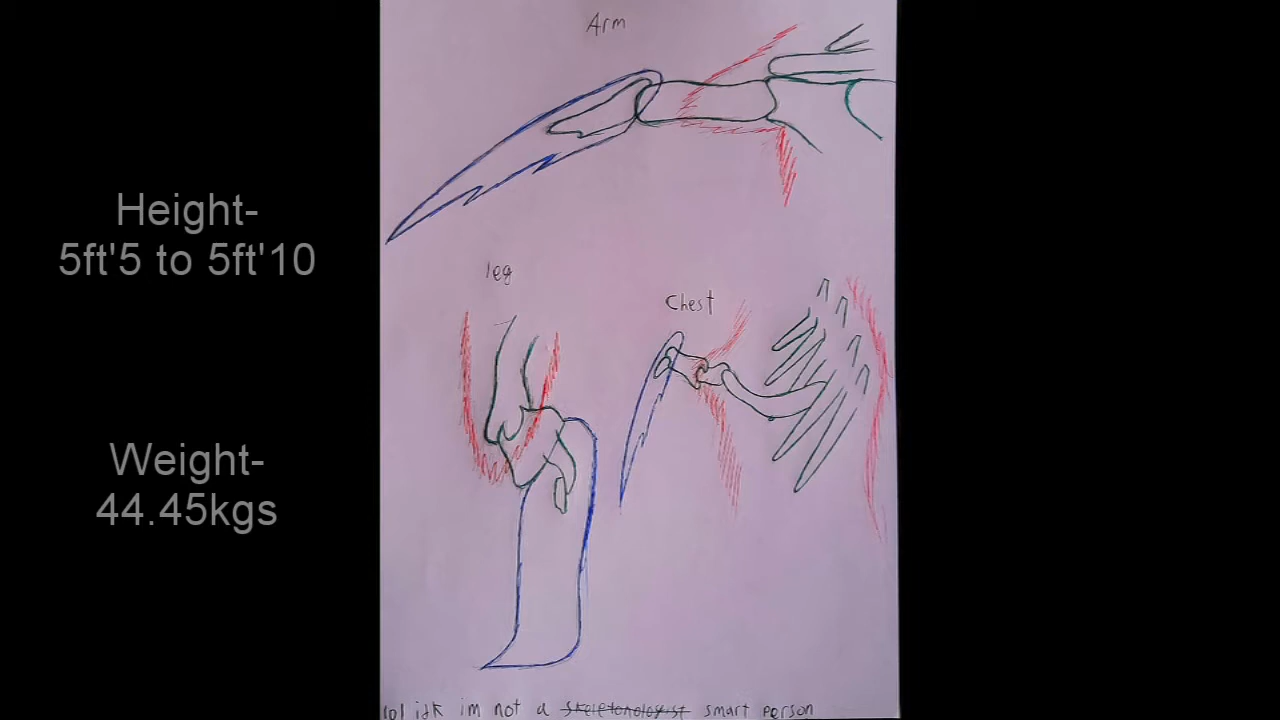 Arm
Height-
5ft'5 to 5ft'10
leg
Chest
Weight-
44.45kgs
lol idk im not a skeletonologist smart person